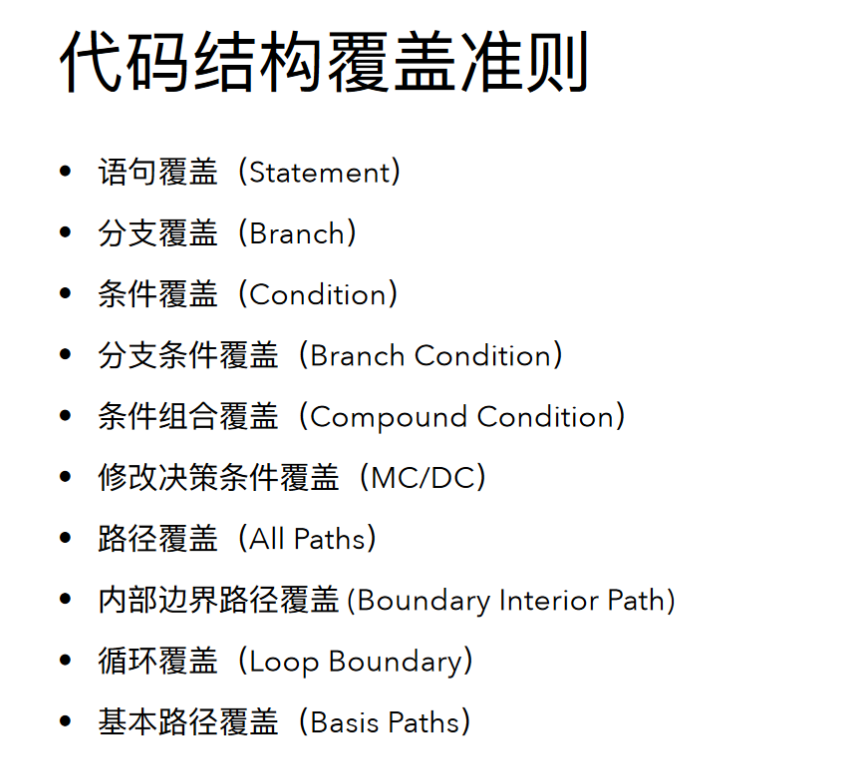 代码结构覆盖准则
• 语句覆盖（Statement）
• 分支覆盖（Branch）
• 条件覆盖（Condition）
• 分支条件覆盖（Branch Condition）
• 条件组合覆盖（Compound Condition）
• 修改决策条件覆盖（MC/DC）
• 路径覆盖（All Paths）
• 内部边界路径覆盖 (Boundary Interior Path)
• 循环覆盖（Loop Boundary）
• 基本路径覆盖（Basis Paths）